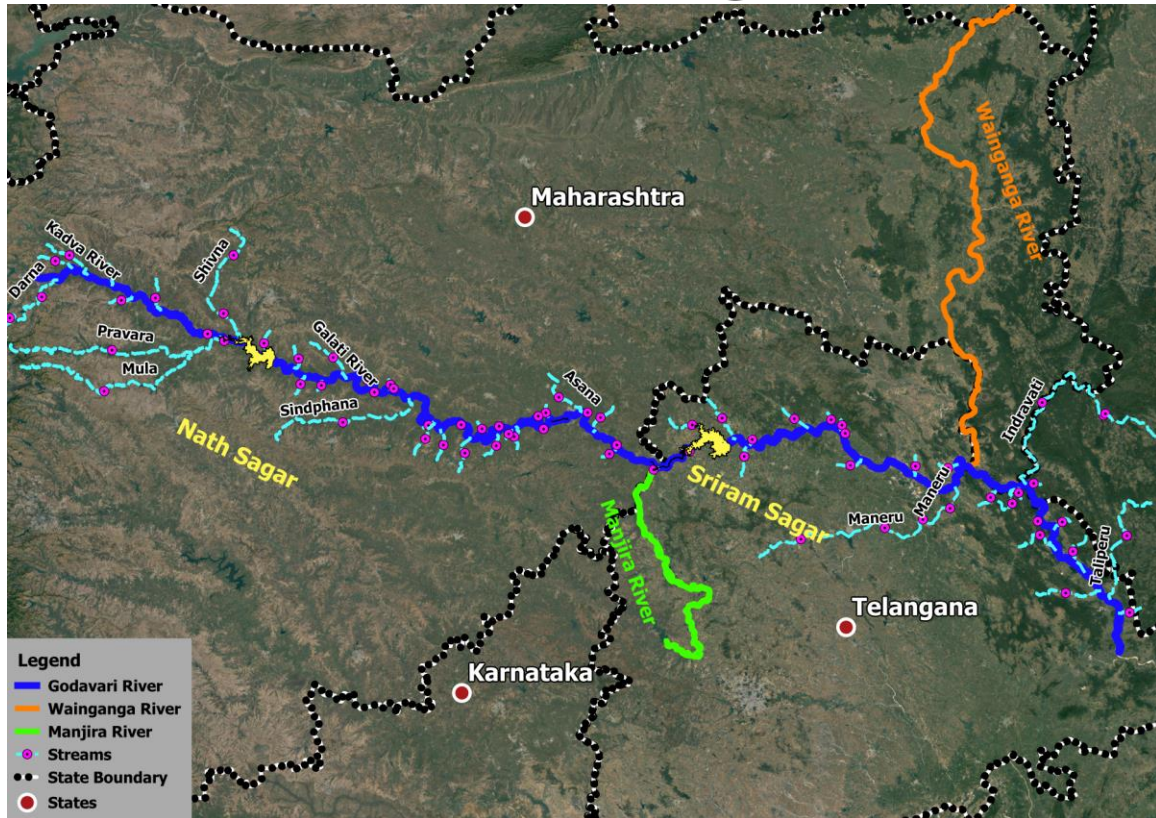 Wainganga River
Maharashtra
Kadva River
Shivna
Darna
Pravara
Mula
Galati River
Sindphana
Asana
Nath Sagar
Sriram Sagar
Indravati
Maneru
Maneru
Manjira River
Taliperu
Telangana
Karnataka
Legend
Godavari River
Wainganga River
Manjira River
Streams
State Boundary
States